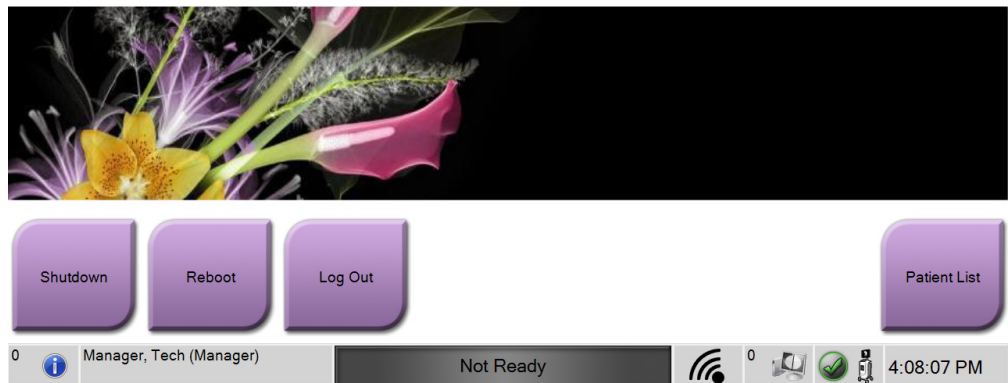 Shutdown
Reboot
Log Out
Patient List
0
Manager, Tech (Manager)
Not Ready
0
4:08:07 PM